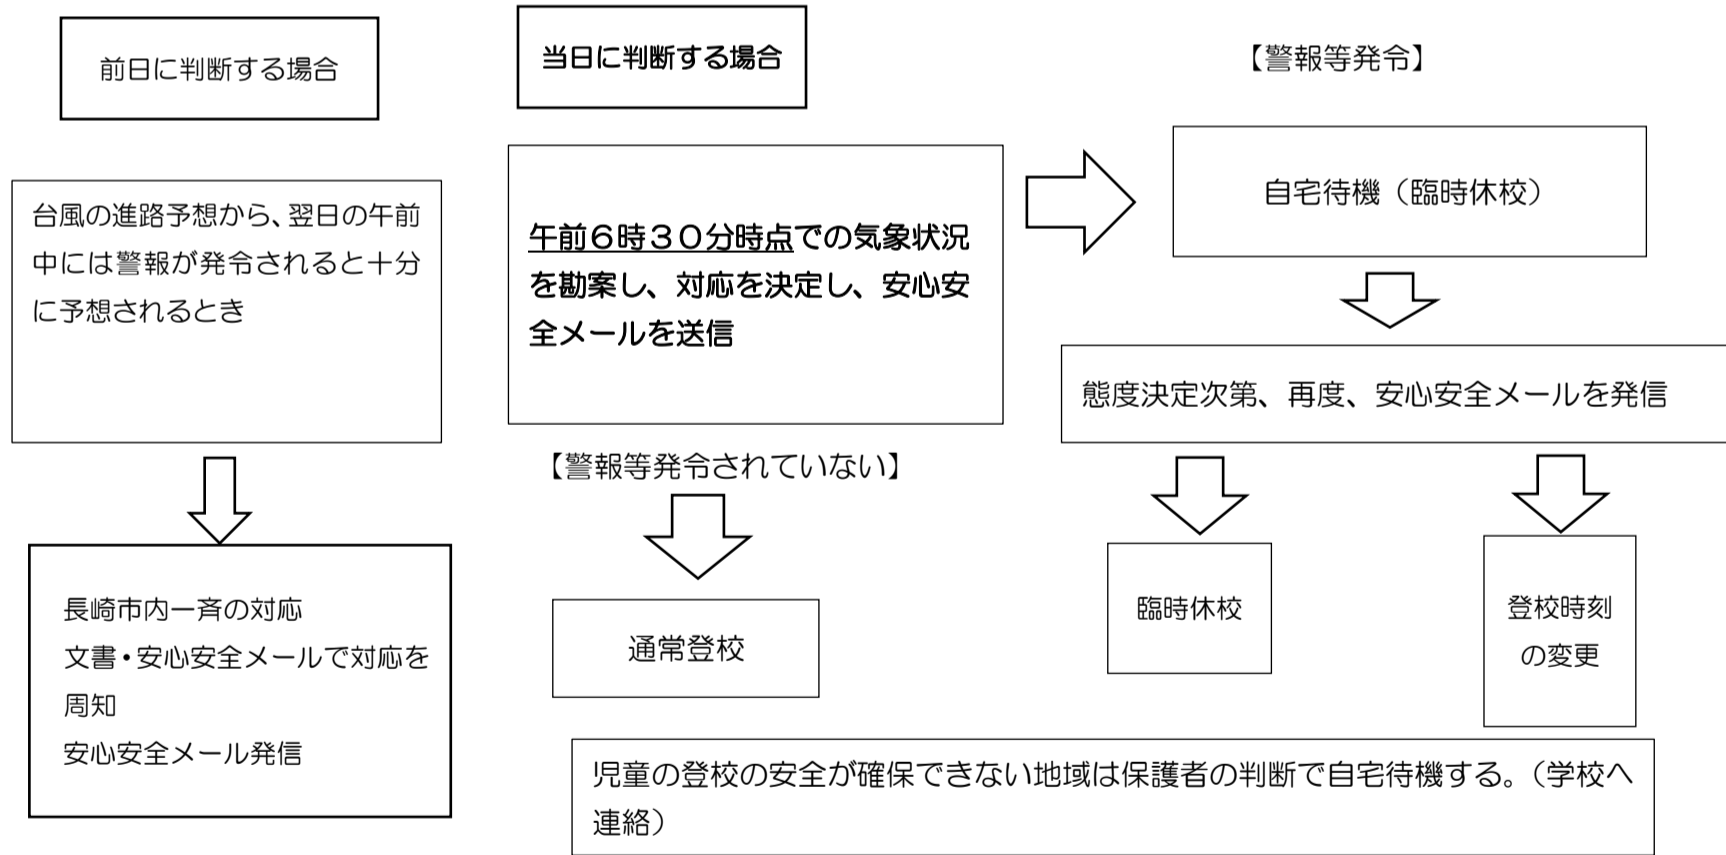 前日に判断する場合
台風の進路予想から、翌日の午前
中には警報が発令されると十分
に予想されるとき
長崎市内一斉の対応
文書・安心安全メールで対応を
周知
安心安全メール発信
当日に判断する場合
午前６時３０分時点での気象状況
を勘案し、対応を決定し、安心安
全メールを送信
【警報等発令されていない】
通常登校
【警報等発令】
自宅待機（臨時休校）
態度決定次第、再度、安心安全メールを発信
臨時休校
登校時刻
の変更
児童の登校の安全が確保できない地域は保護者の判断で自宅待機する。（学校へ
連絡）